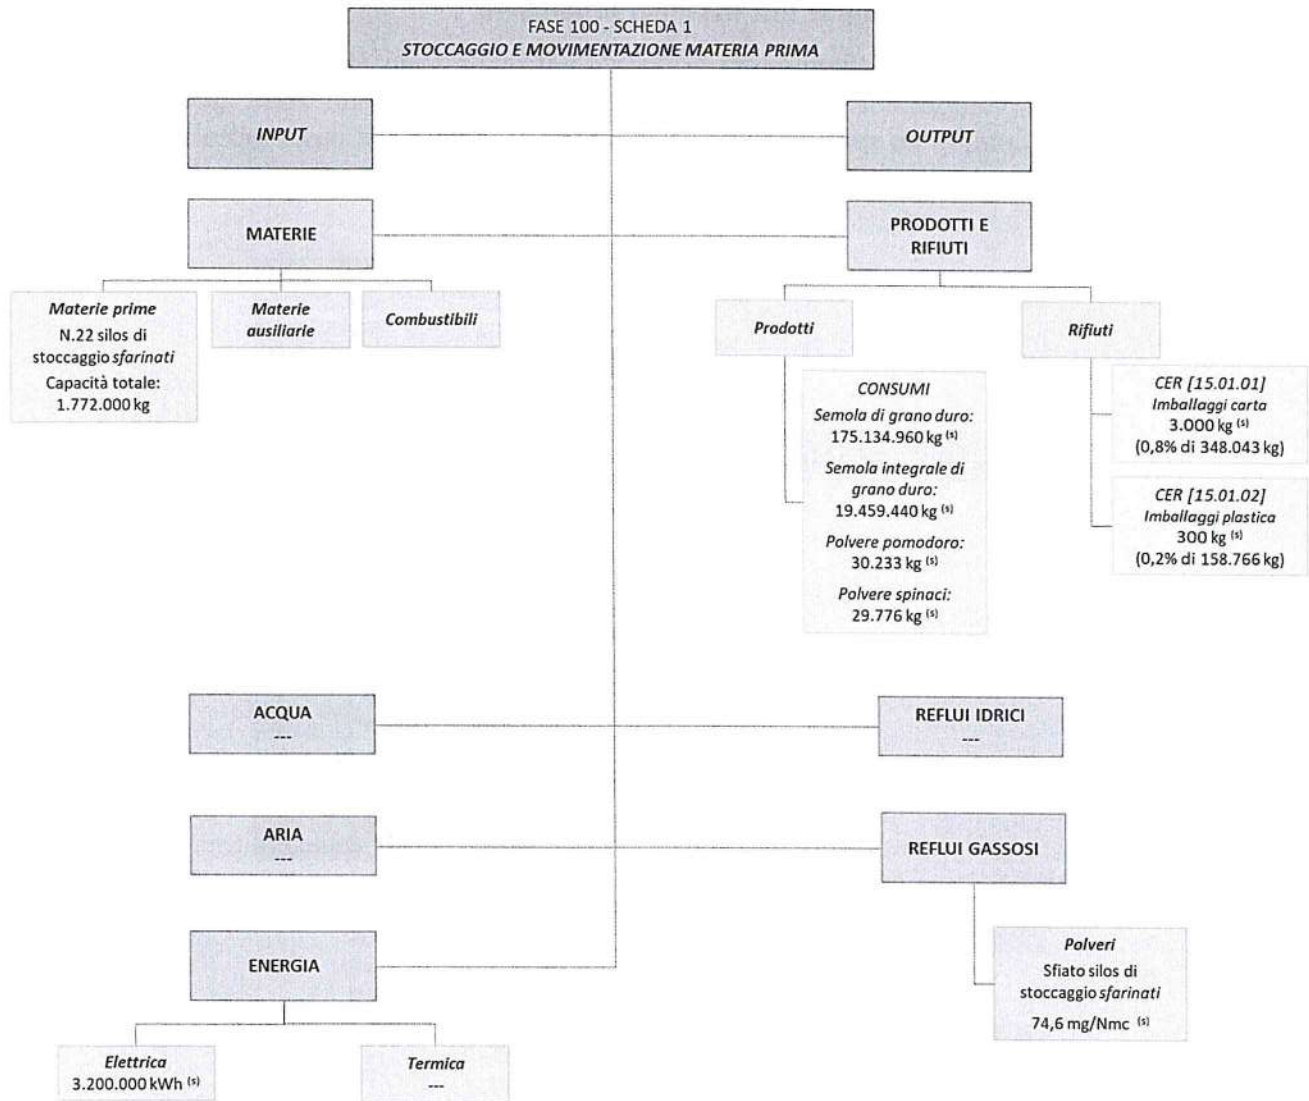 FASE 100 - SCHEDA 1
STOCCAGGIO E MOVIMENTAZIONE MATERIA PRIMA
INPUT
OUTPUT
MATERIE
PRODOTTI E
RIFIUTI
Materie prime
N.22 silos di
stoccaggio sfarinati
Capacità totale:
1.772.000 kg
Materie
ausiliarie
Combustibili
Prodotti
Rifiuti
CONSUMI
Semola di grano duro:
175.134.960 kg (s)
Semola integrale di
grano duro:
19.459.440 kg (s)
Polvere pomodoro:
30.233 kg (s)
Polvere spinaci:
29.776 kg (s)
CER [15.01.01]
Imballaggi carta
3.000 kg (s)
(0,8% di 348.043 kg)
CER [15.01.02]
Imballaggi plastica
300 kg (s)
(0,2% di 158.766 kg)
ACQUA
---
REFLUI IDRICI
---
ARIA
---
REFLUI GASSOSI
Polveri
Sfiato silos di
stoccaggio sfarinati
74,6 mg/Nmc (s)
ENERGIA
Elettrica
3.200.000 kWh (s)
Termica
---